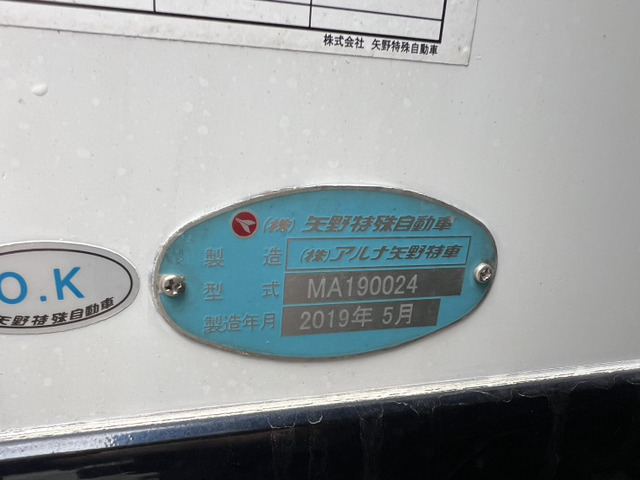 株式会社 矢野特殊自動車
(株) 矢野特殊自動車
製造 (株)アルナ矢野特車
型式 MA190024
製造年月 2019年 5月
O.K
矢野特殊自動車